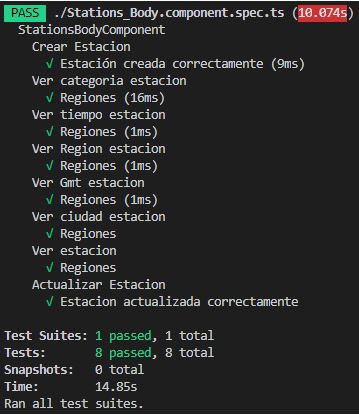 PASS ./Stations_Body.component.spec.ts (10.074s)
StationsBodyComponent
Crear Estacion
√ Estación creada correctamente (9ms)
Ver categoria estacion
√ Regiones (16ms)
Ver tiempo estacion
√ Regiones (1ms)
Ver Region estacion
√ Regiones (1ms)
Ver Gmt estacion
√ Regiones (1ms)
Ver ciudad estacion
√ Regiones
Ver estacion
√ Regiones
Actualizar Estacion
√ Estacion actualizada correctamente
Test Suites: 1 passed, 1 total
Tests: 8 passed, 8 total
Snapshots: 0 total
Time: 14.85s
Ran all test suites.